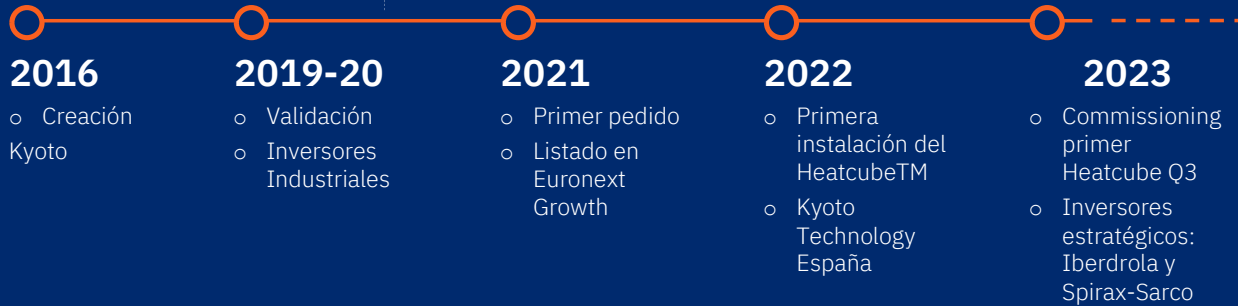 2016
o Creación
Kyoto
2019-20
o Validación
o Inversores
Industriales
2021
o Primer pedido
o Listado en
Euronext
Growth
2022
o Primera
instalación del
HeatcubeTM
o Kyoto
Technology
España
2023
o Commissioning
primer
Heatcube Q3
o Inversores
estratégicos:
Iberdrola y
Spirax-Sarco